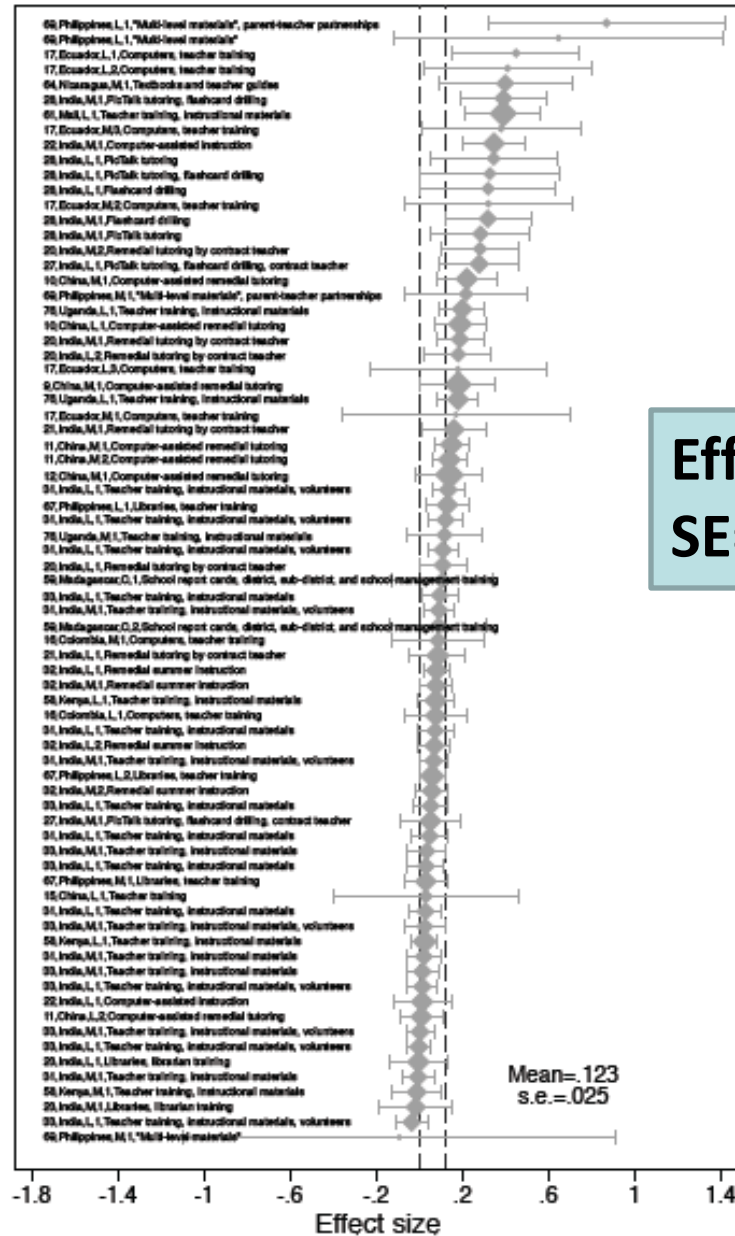 69,Philippines,L,1,"Multi-level materials", parent-teacher partnerships
69,Philippines,L,1,"Multi-level materials"
17,Ecuador,L,1,Computers, teacher training
17,Ecuador,L,2,Computers, teacher training
64,Nicaragua,M,1,Textbooks and teacher guides
28,India,M,1,PicTalk tutoring, flashcard drilling
61,Mali,L,1,Teacher training, instructional materials
17,Ecuador,M,3,Computers, teacher training
22,India,M,1,Computer-assisted instruction
28,India,L,1,PicTalk tutoring
28,India,L,1,PicTalk tutoring, flashcard drilling
28,India,L,1,Flashcard drilling
17,Ecuador,M,2,Computers, teacher training
28,India,M,1,Flashcard drilling
28,India,M,1,PicTalk tutoring
20,India,M,2,Remedial tutoring by contract teacher
27,India,L,1,PicTalk tutoring, flashcard drilling, contract teacher
10,China,M,1,Computer-assisted remedial tutoring
69,Philippines,M,1,"Multi-level materials", parent-teacher partnerships
76,Uganda,L,1,Teacher training, instructional materials
10,China,L,1,Computer-assisted remedial tutoring
20,India,M,1,Remedial tutoring by contract teacher
20,India,L,2,Remedial tutoring by contract teacher
17,Ecuador,L,3,Computers, teacher training
9,China,M,1,Computer-assisted remedial tutoring
76,Uganda,L,1,Teacher training, instructional materials
17,Ecuador,M,1,Computers, teacher training
21,India,M,1,Remedial tutoring by contract teacher
11,China,M,1,Computer-assisted remedial tutoring
11,China,M,2,Computer-assisted remedial tutoring
12,China,M,1,Computer-assisted remedial tutoring
31,India,L,1,Teacher training, instructional materials, volunteers
67,Philippines,L,1,Libraries, teacher training
31,India,L,1,Teacher training, instructional materials, volunteers
76,Uganda,M,1,Teacher training, instructional materials
31,India,L,1,Teacher training, instructional materials, volunteers
20,India,L,1,Remedial tutoring by contract teacher
59,Madagascar,C,1,School report cards, district, sub-district, and school management training
33,India,L,1,Teacher training, instructional materials
31,India,M,1,Teacher training, instructional materials, volunteers
59,Madagascar,C,2,School report cards, district, sub-district, and school management training
16,Colombia,M,1,Computers, teacher training
21,India,L,1,Remedial tutoring by contract teacher
32,India,L,1,Remedial summer instruction
32,India,M,1,Remedial summer instruction
58,Kenya,L,1,Teacher training, instructional materials
16,Colombia,L,1,Computers, teacher training
31,India,L,1,Teacher training, instructional materials
32,India,L,2,Remedial summer instruction
31,India,M,1,Teacher training, instructional materials, volunteers
67,Philippines,L,2,Libraries, teacher training
32,India,M,2,Remedial summer instruction
33,India,L,1,Teacher training, instructional materials
27,India,M,1,PicTalk tutoring, flashcard drilling, contract teacher
31,India,L,1,Teacher training, instructional materials
33,India,M,1,Teacher training, instructional materials
33,India,L,1,Teacher training, instructional materials
67,Philippines,M,1,Libraries, teacher training
15,China,L,1,Teacher training
31,India,L,1,Teacher training, instructional materials
33,India,M,1,Teacher training, instructional materials, volunteers
58,Kenya,L,1,Teacher training, instructional materials
31,India,M,1,Teacher training, instructional materials
33,India,M,1,Teacher training, instructional materials
33,India,L,1,Teacher training, instructional materials, volunteers
22,India,L,1,Computer-assisted instruction
11,China,L,2,Computer-assisted remedial tutoring
33,India,M,1,Teacher training, instructional materials, volunteers
33,India,L,1,Teacher training, instructional materials, volunteers
23,India,L,1,Libraries, librarian training
31,India,M,1,Teacher training, instructional materials
58,Kenya,M,1,Teacher training, instructional materials
23,India,M,1,Libraries, librarian training
33,India,L,1,Teacher training, instructional materials, volunteers
69,Philippines,M,1,"Multi-level materials"
Eff
SE
Mean=.123
s.e.=.025
-1.8 -1.4 -1 -.6 -.2 .2 .6 1 1.4
Effect size